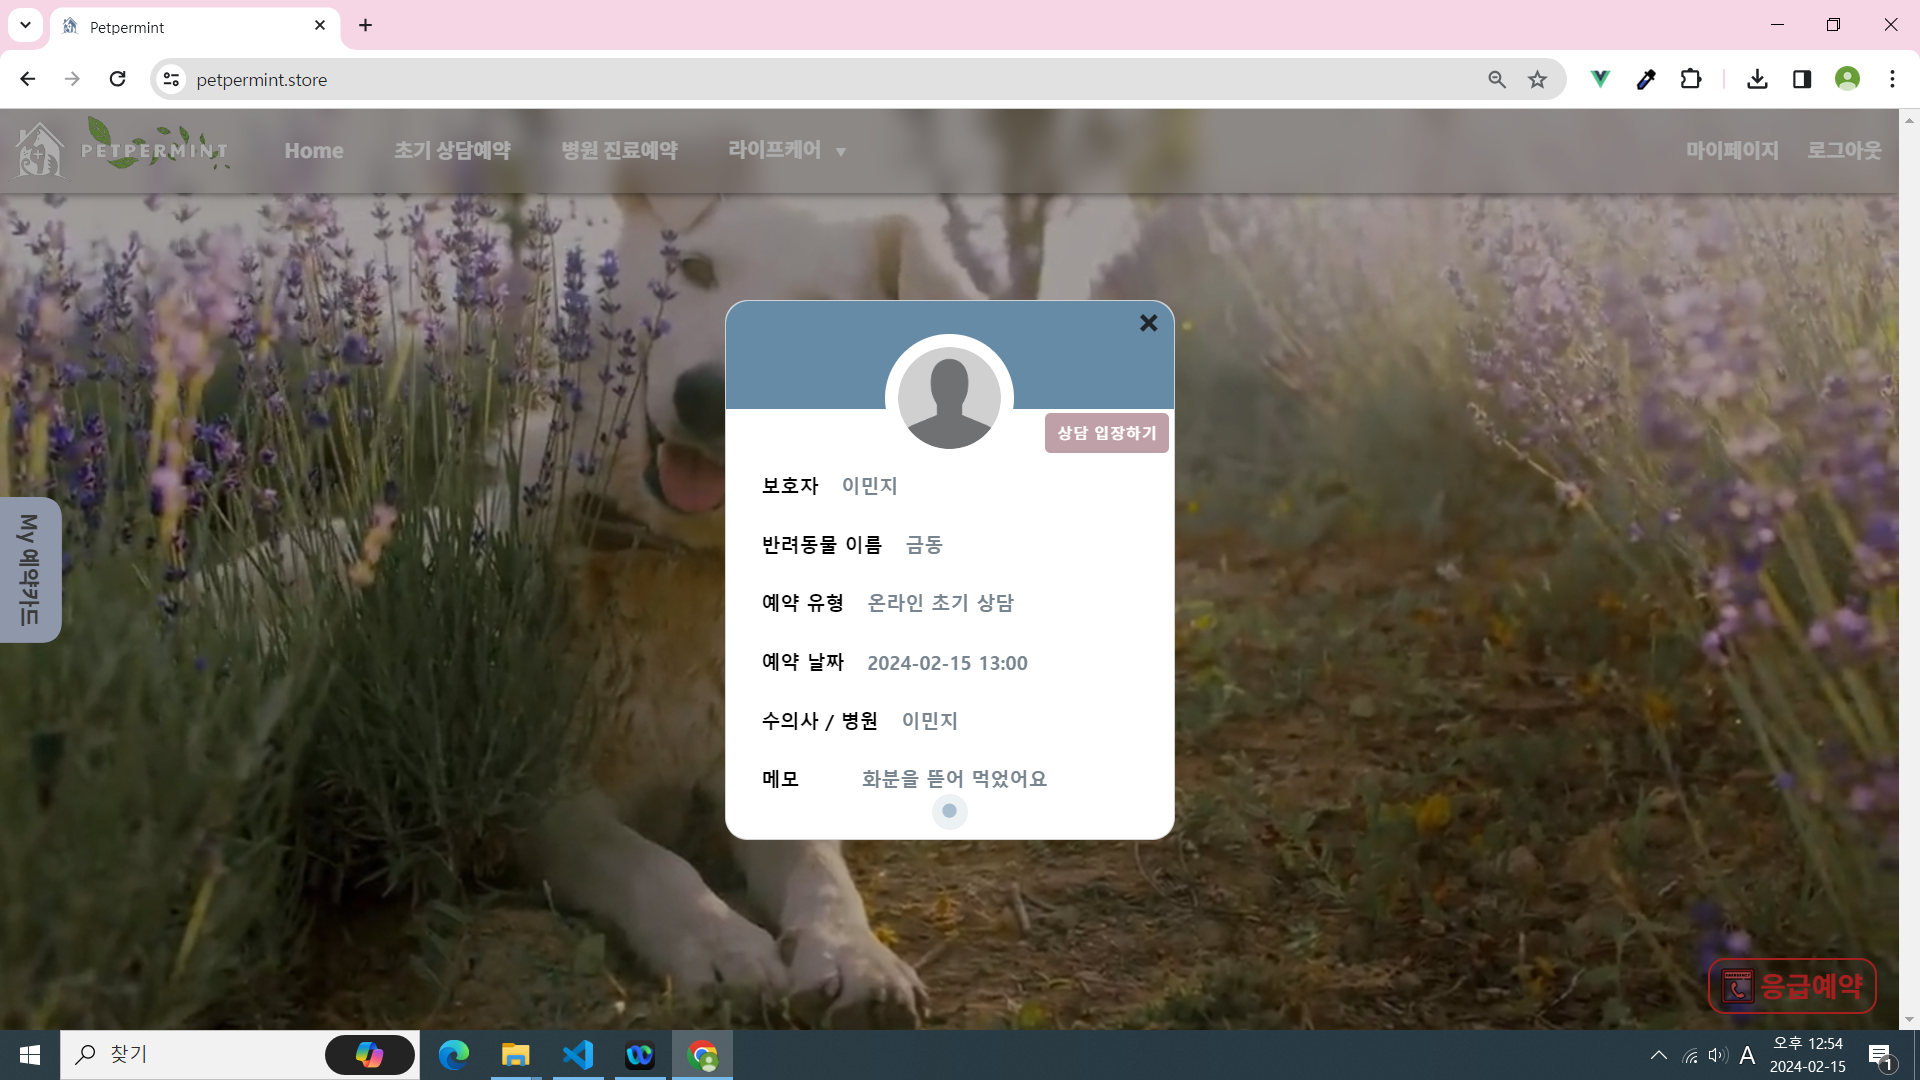 Petpermint
petpermint.store
PETPERMINT
Home
초기 상담예약
병원 진료예약
라이프케어 ▼
마이페이지
로그아웃
상담 입장하기
보호자 이민지
반려동물 이름 금동
예약 유형 온라인 초기 상담
예약 날짜 2024-02-15 13:00
수의사 / 병원 이민지
메모 화분을 뜯어 먹었어요
My 예약카드
응급예약
찾기
A
오후 12:54
2024-02-15
1